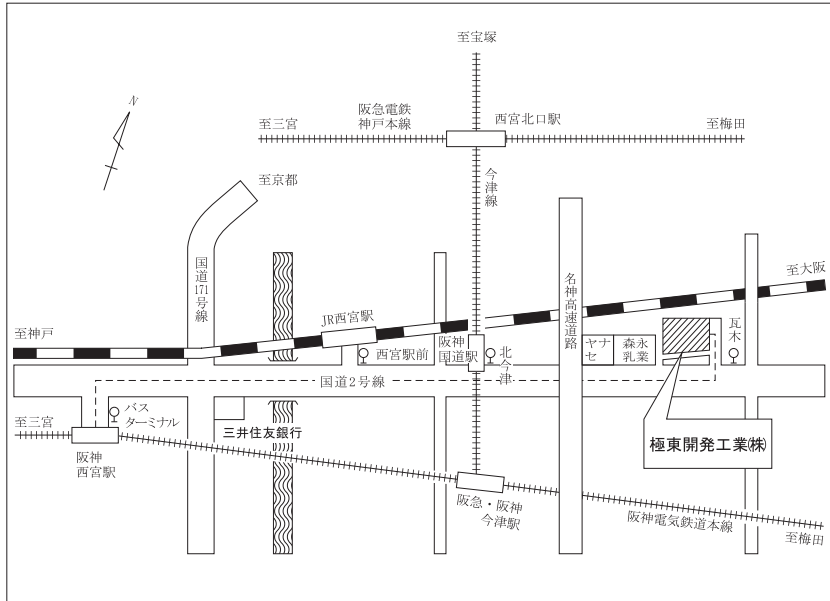 至宝塚
N
阪急電鉄
神戸本線
西宮北口駅
至三宮
至梅田
今津線
至京都
国道171号線
名神高速道路
至大阪
JR西宮駅
至神戸
西宮駅前
阪神
国道駅
北今津
ヤナセ
森永
乳業
瓦木
国道2号線
バス
ターミナル
至三宮
三井住友銀行
極東開発工業㈱
阪神
西宮駅
阪急・阪神
今津駅
阪神電気鉄道本線
至梅田